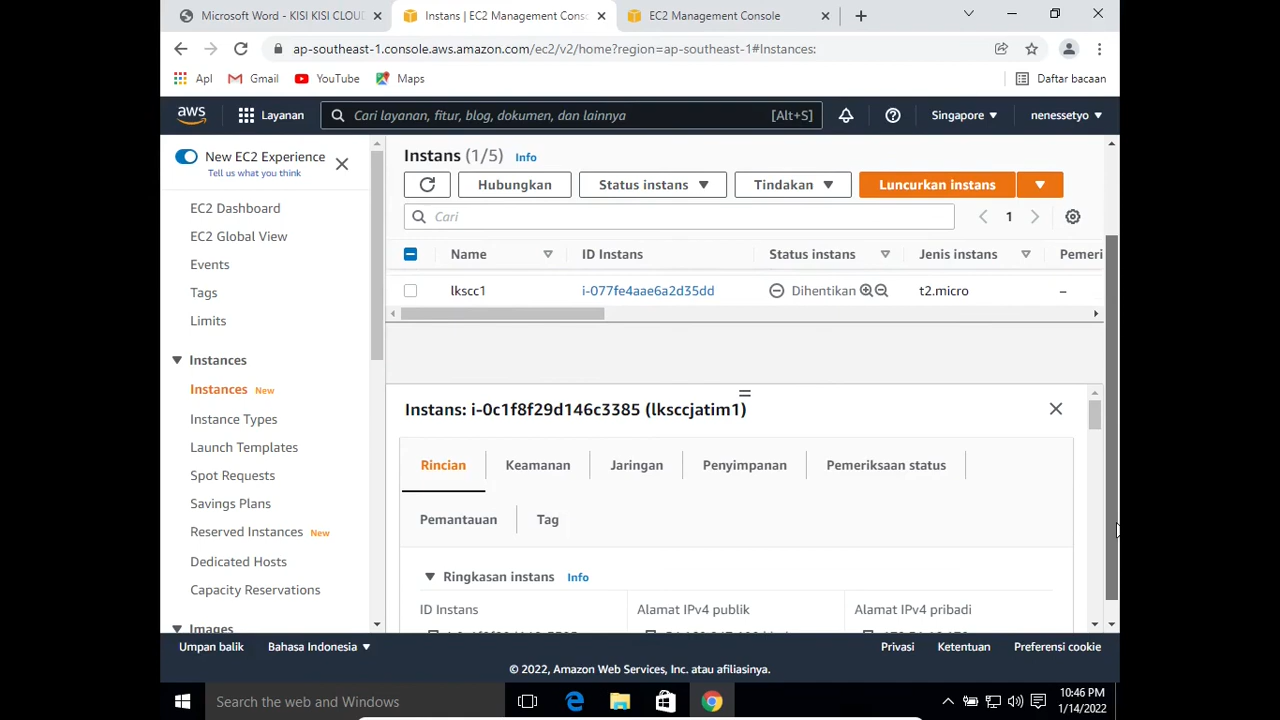 Microsoft Word - KISI KISI CLOUD
Instans | EC2 Management Conso
EC2 Management Console
ap-southeast-1.console.aws.amazon.com/ec2/v2/home?region=ap-southeast-1#Instances:
Apl
Gmail
YouTube
Maps
Daftar bacaan
aws
Layanan
Cari layanan, fitur, blog, dokumen, dan lainnya
[Alt+S]
Singapore
nenessetyo
New EC2 Experience
Tell us what you think
EC2 Dashboard
EC2 Global View
Events
Tags
Limits
Instances
Instances New
Instance Types
Launch Templates
Spot Requests
Savings Plans
Reserved Instances New
Dedicated Hosts
Capacity Reservations
Images
Instans (1/5) Info
Hubungkan
Status instans
Tindakan
Luncurkan instans
Cari
1
Name
ID Instans
Status instans
Jenis instans
Pemeri
lkscc1
i-077fe4aae6a2d35dd
Dihentikan
t2.micro
–
Instans: i-0c1f8f29d146c3385 (lksccjatim1)
Rincian
Keamanan
Jaringan
Penyimpanan
Pemeriksaan status
Pemantauan
Tag
Ringkasan instans Info
ID Instans
Alamat IPv4 publik
Alamat IPv4 pribadi
Umpan balik
Bahasa Indonesia
Privasi
Ketentuan
Preferensi cookie
© 2022, Amazon Web Services, Inc. atau afiliasinya.
Search the web and Windows
10:46 PM
1/14/2022